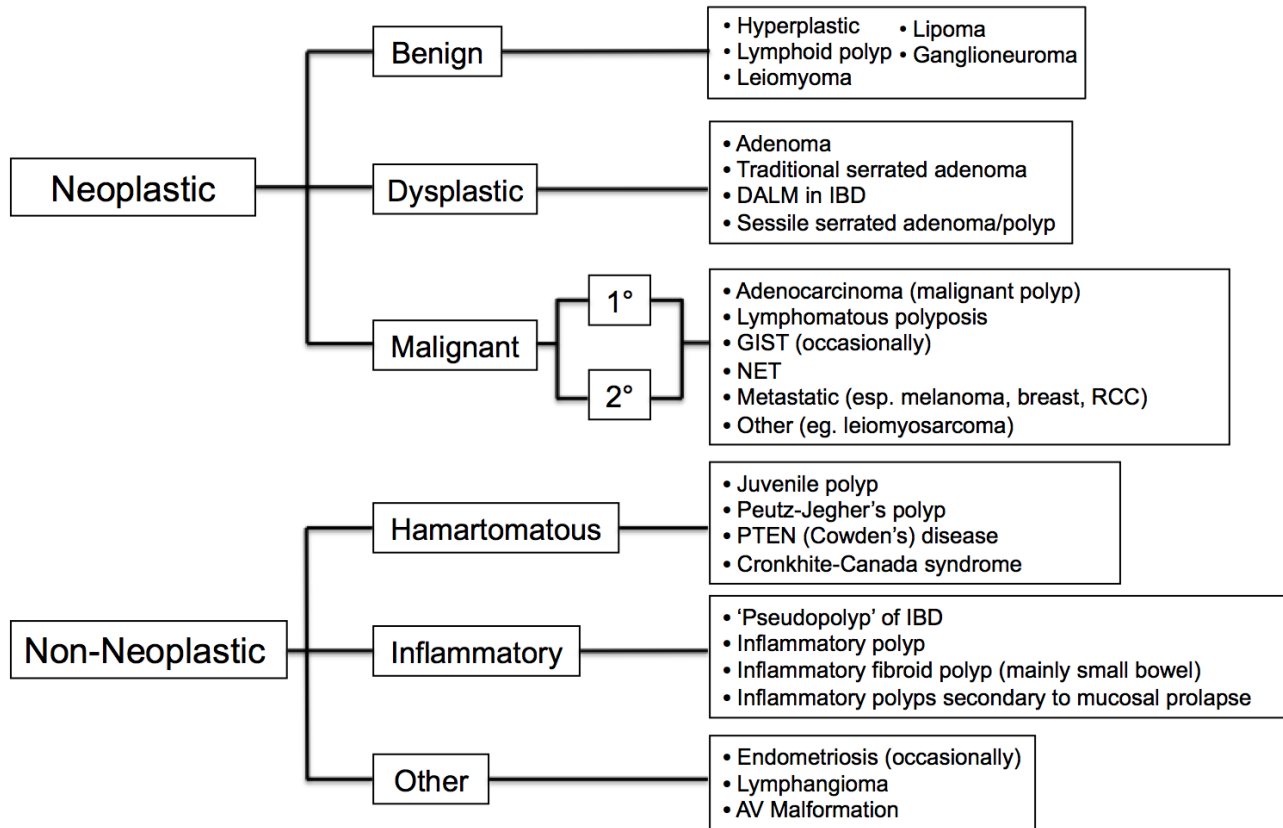 Neoplastic
Benign
• Hyperplastic
• Lymphoid polyp
• Leiomyoma
• Lipoma
• Ganglioneuroma
Dysplastic
• Adenoma
• Traditional serrated adenoma
• DALM in IBD
• Sessile serrated adenoma/polyp
Malignant
1°
2°
• Adenocarcinoma (malignant polyp)
• Lymphomatous polyposis
• GIST (occasionally)
• NET
• Metastatic (esp. melanoma, breast, RCC)
• Other (eg. leiomyosarcoma)
Non-Neoplastic
Hamartomatous
• Juvenile polyp
• Peutz-Jegher’s polyp
• PTEN (Cowden’s) disease
• Cronkhite-Canada syndrome
Inflammatory
• ‘Pseudopolyp’ of IBD
• Inflammatory polyp
• Inflammatory fibroid polyp (mainly small bowel)
• Inflammatory polyps secondary to mucosal prolapse
Other
• Endometriosis (occasionally)
• Lymphangioma
• AV Malformation